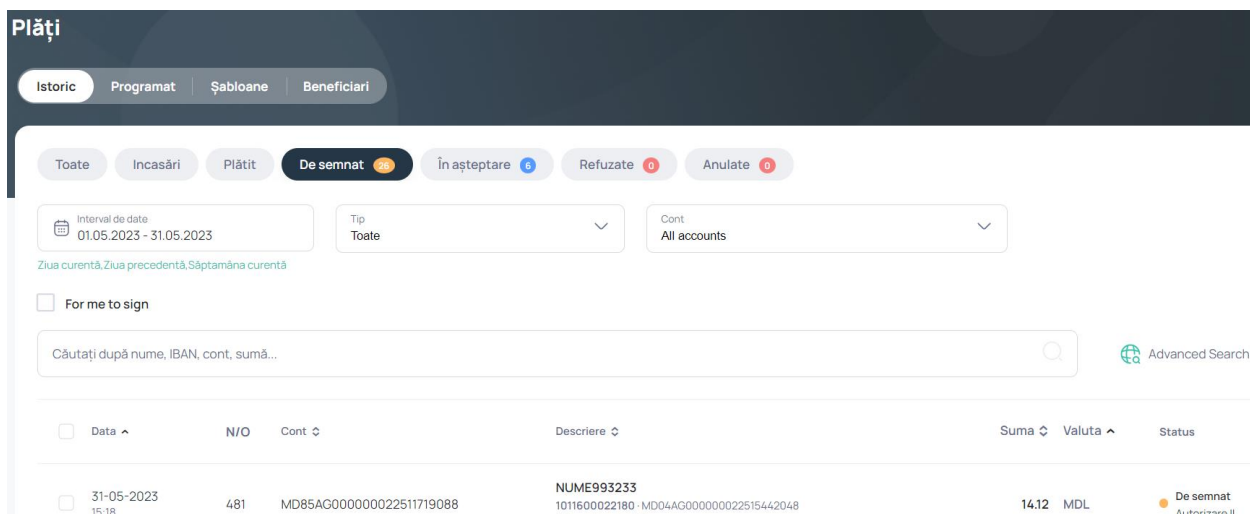 Plăți
Istoric Programat Șabloane Beneficiari
Toate Incasări Plătit De semnat 26 În așteptare 6 Refuzate 0 Anulate 0
Interval de date Tip Cont
01.05.2023 - 31.05.2023 Toate All accounts
Ziua curentă,Ziua precedentă,Săptamâna curentă
For me to sign
Căutați după nume, IBAN, cont, sumă... Advanced Search
Data N/O Cont Descriere Suma Valuta Status
NUME993233
31-05-2023 481 MD85AG000000022511719088 14.12 MDL De semnat
15:18 1011600022180 · MD04AG000000022515442048 Autorizare II